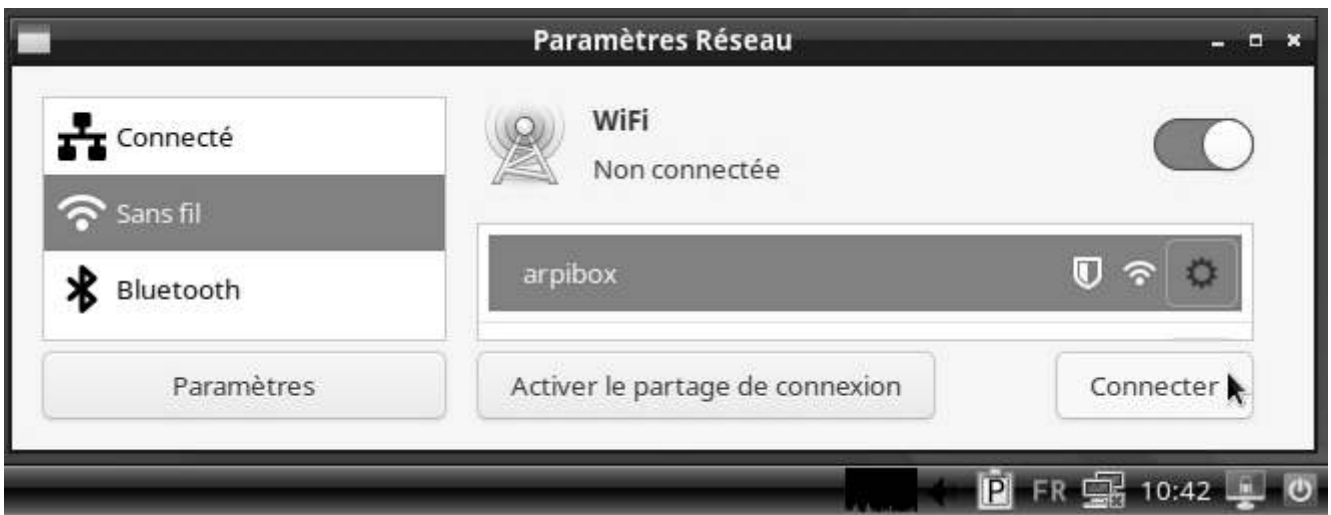 Paramètres Réseau
Connecté
Sans fil
Bluetooth
Paramètres
WiFi
Non connectée
arpibox
Activer le partage de connexion
Connecter
P FR 10:42